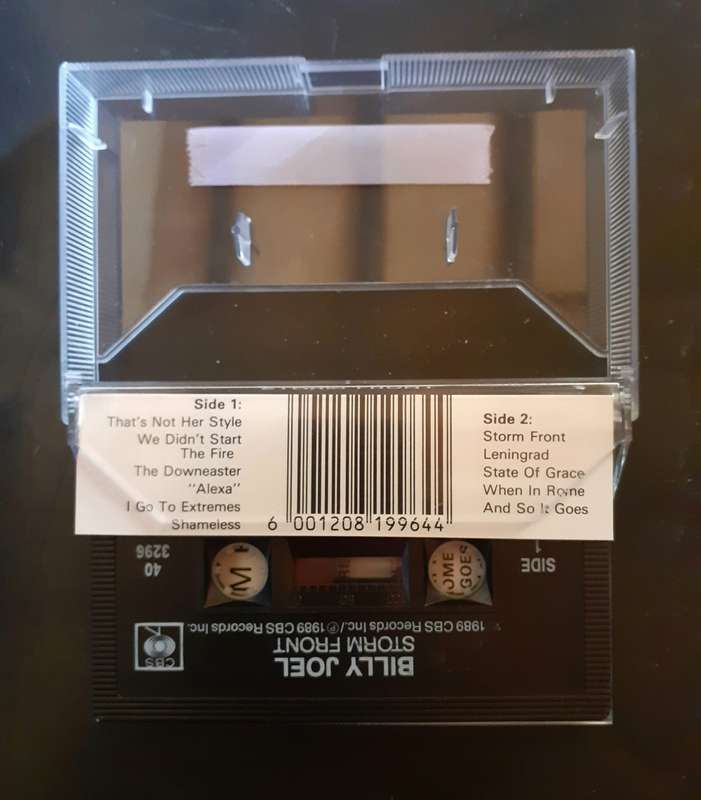 Side 1:
That's Not Her Style
We Didn't Start
The Fire
The Downeaster
"Alexa"
I Go To Extremes
Shameless
6 001208 199644
Side 2:
Storm Front
Leningrad
State Of Grace
When In Rome
And So It Goes
BILLY JOEL
STORM FRONT
1989 CBS Records Inc./℗ 1989 CBS Records Inc.
CBS
SIDE
1
40
3296
OME
GOES